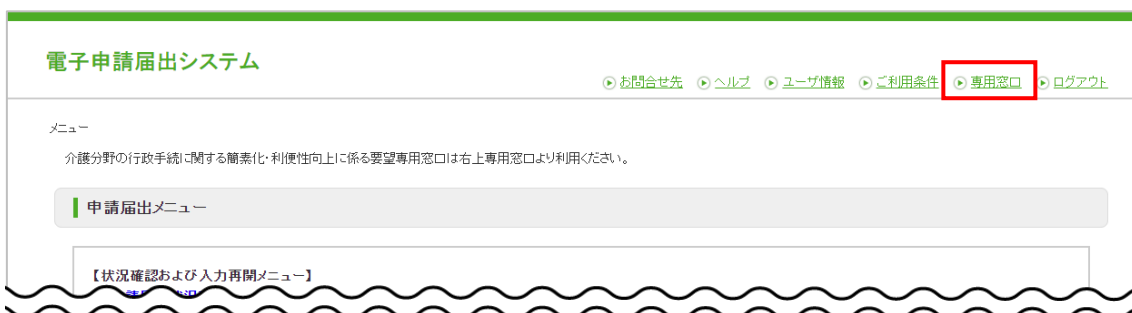 電子申請届出システム
お問合せ先 ヘルプ ユーザ情報 ご利用条件 専用窓口 ログアウト
メニュー
介護分野の行政手続に関する簡素化・利便性向上に係る要望専用窓口は右上専用窓口より利用ください。
申請届出メニュー
【状況確認および入力再開メニュー】